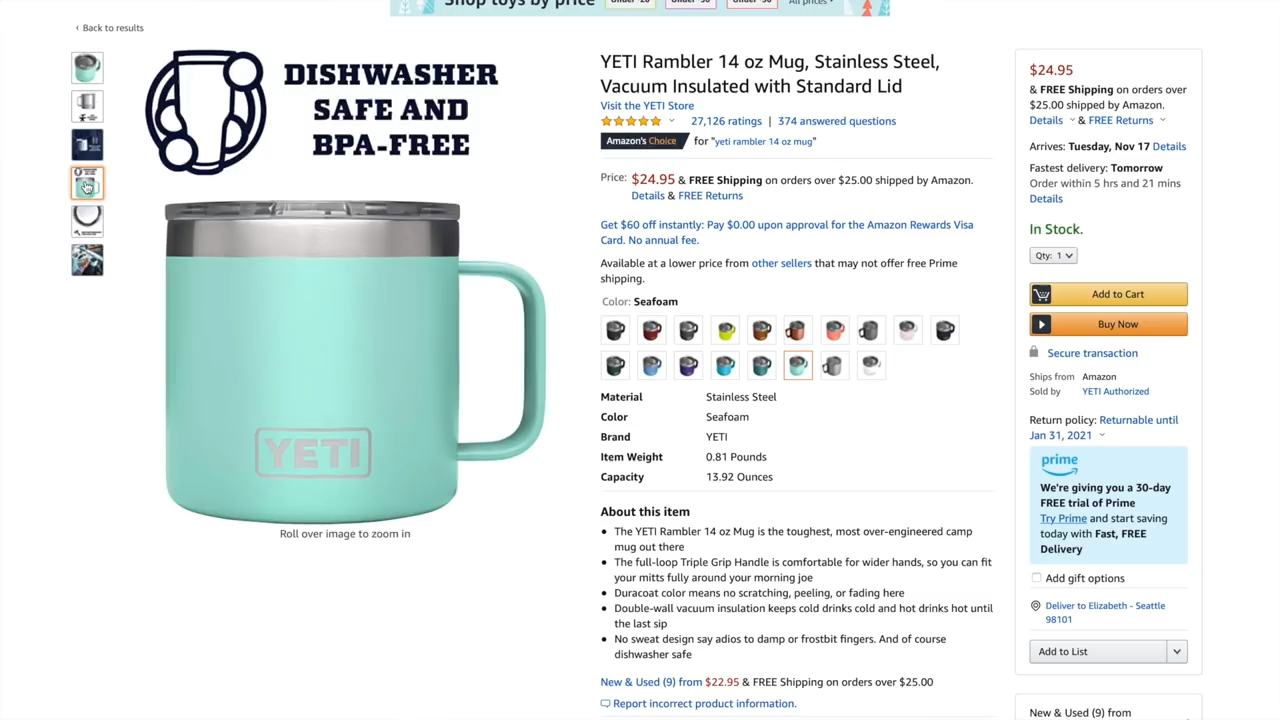 Shop toys by price
All prices
‹ Back to results
DISHWASHER
SAFE AND
BPA-FREE
YETI
Roll over image to zoom in
YETI Rambler 14 oz Mug, Stainless Steel,
Vacuum Insulated with Standard Lid
Visit the YETI Store
27,126 ratings | 374 answered questions
Amazon's Choice for "yeti rambler 14 oz mug"
Price: $24.95 & FREE Shipping on orders over $25.00 shipped by Amazon.
Details & FREE Returns
Get $60 off instantly: Pay $0.00 upon approval for the Amazon Rewards Visa
Card. No annual fee.
Available at a lower price from other sellers that may not offer free Prime
shipping.
Color: Seafoam
Material Stainless Steel
Color Seafoam
Brand YETI
Item Weight 0.81 Pounds
Capacity 13.92 Ounces
About this item
• The YETI Rambler 14 oz Mug is the toughest, most over-engineered camp
mug out there
• The full-loop Triple Grip Handle is comfortable for wider hands, so you can fit
your mitts fully around your morning joe
• Duracoat color means no scratching, peeling, or fading here
• Double-wall vacuum insulation keeps cold drinks cold and hot drinks hot until
the last sip
• No sweat design say adios to damp or frostbit fingers. And of course
dishwasher safe
New & Used (9) from $22.95 & FREE Shipping on orders over $25.00
Report incorrect product information.
$24.95
& FREE Shipping on orders over
$25.00 shipped by Amazon.
Details & FREE Returns
Arrives: Tuesday, Nov 17 Details
Fastest delivery: Tomorrow
Order within 5 hrs and 21 mins
Details
In Stock.
Qty: 1
Add to Cart
Buy Now
Secure transaction
Ships from Amazon
Sold by YETI Authorized
Return policy: Returnable until
Jan 31, 2021
prime
We're giving you a 30-day
FREE trial of Prime
Try Prime and start saving
today with Fast, FREE
Delivery
Add gift options
Deliver to Elizabeth - Seattle
98101
Add to List
New & Used (9) from